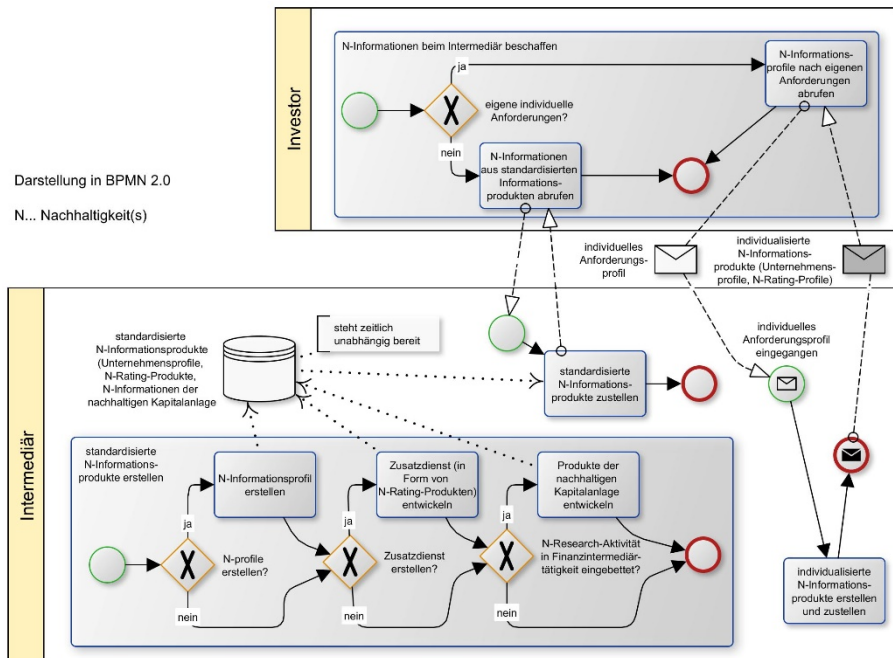 Darstellung in BPMN 2.0
N... Nachhaltigkeit(s)
Investor
N-Informationen beim Intermediär beschaffen
ja
eigene individuelle
Anforderungen?
nein
N-Informationen
aus standardisierten
Informations-
produkten abrufen
N-Informations-
profile nach eigenen
Anforderungen
abrufen
individuelles
Anforderungs-
profil
individualisierte
N-Informations-
produkte (Unternehmens-
profile, N-Rating-Profile)
Intermediär
standardisierte
N-Informationsprodukte
(Unternehmensprofile,
N-Rating-Produkte,
N-Informationen der
nachhaltigen Kapitalanlage)
steht zeitlich
unabhängig bereit
standardisierte
N-Informations-
produkte zustellen
individuelles
Anforderungsprofil
eingegangen
individualisierte
N-Informations-
produkte erstellen
und zustellen
standardisierte
N-Informations-
produkte erstellen
N-Informationsprofil
erstellen
ja
N-profile
erstellen?
nein
Zusatzdienst (in
Form von
N-Rating-Produkten)
entwickeln
ja
Zusatzdienst
erstellen?
nein
Produkte der
nachhaltigen
Kapitalanlage
entwickeln
ja
N-Research-Aktivität
in Finanzintermediär-
tätigkeit eingebettet?
nein